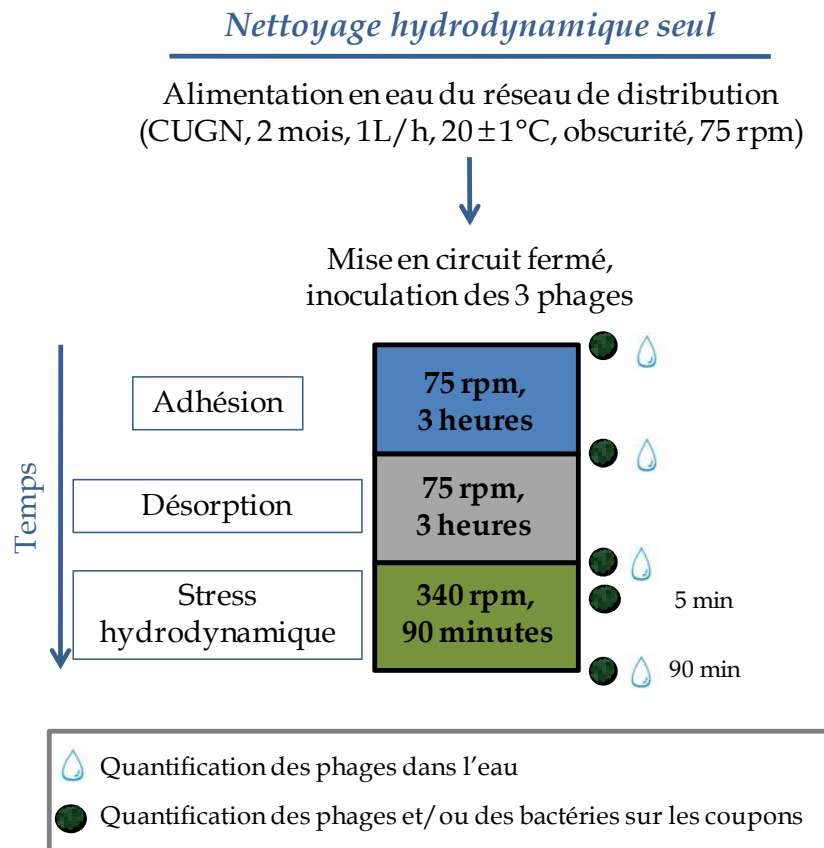 Nettoyage hydrodynamique seul
Alimentation en eau du réseau de distribution
(CUGN, 2 mois, 1L/h, 20 ±1°C, obscurité, 75 rpm)
Mise en circuit fermé,
inoculation des 3 phages
Temps
Adhésion
75 rpm,
3 heures
Désorption
75 rpm,
3 heures
Stress
hydrodynamique
340 rpm,
90 minutes
5 min
90 min
Quantification des phages dans l'eau
Quantification des phages et/ou des bactéries sur les coupons